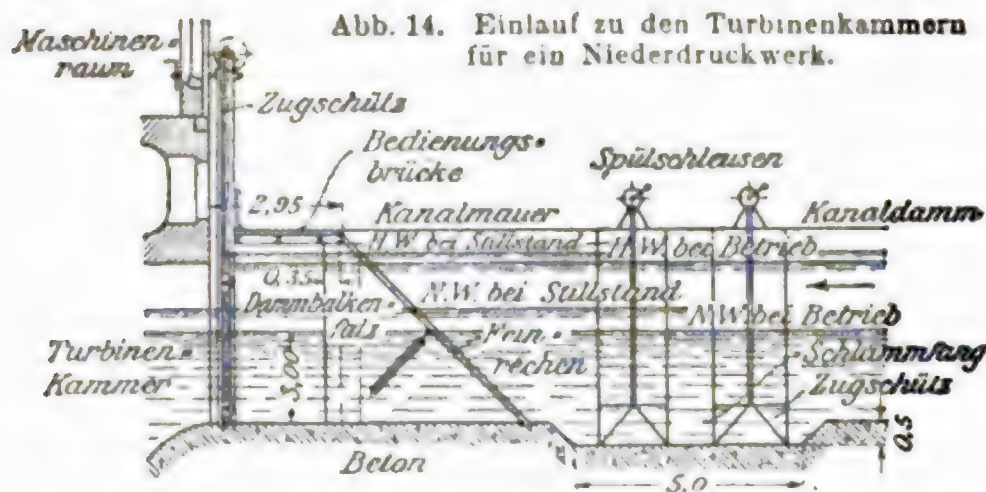 Abb. 14. Einlauf zu den Turbinenkammern
für ein Niederdruckwerk.
Maschinen-
raum
Zugschütz
Bedienungs-
brücke
Spülschleusen
2,95
Kanalmauer
Kanaldamm
H.W. bei Stillstand
H.W. bei Betrieb
0,35
Dammbalken-
falz
N.W. bei Stillstand
N.W. bei Betrieb
Turbinen-
Kammer
3,00
Fein-
rechen
Schlammfang
Zugschütz
0,5
Beton
5,0